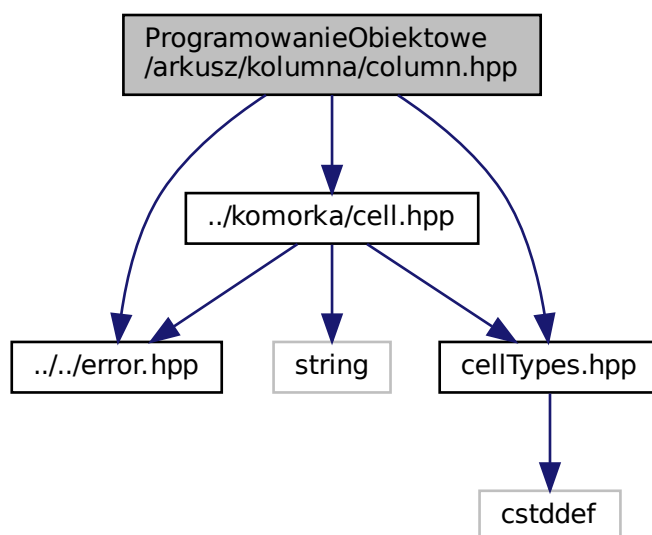 ProgramowanieObiektowe
/arkusz/kolumna/column.hpp
../komorka/cell.hpp
../../error.hpp
string
cellTypes.hpp
cstddef